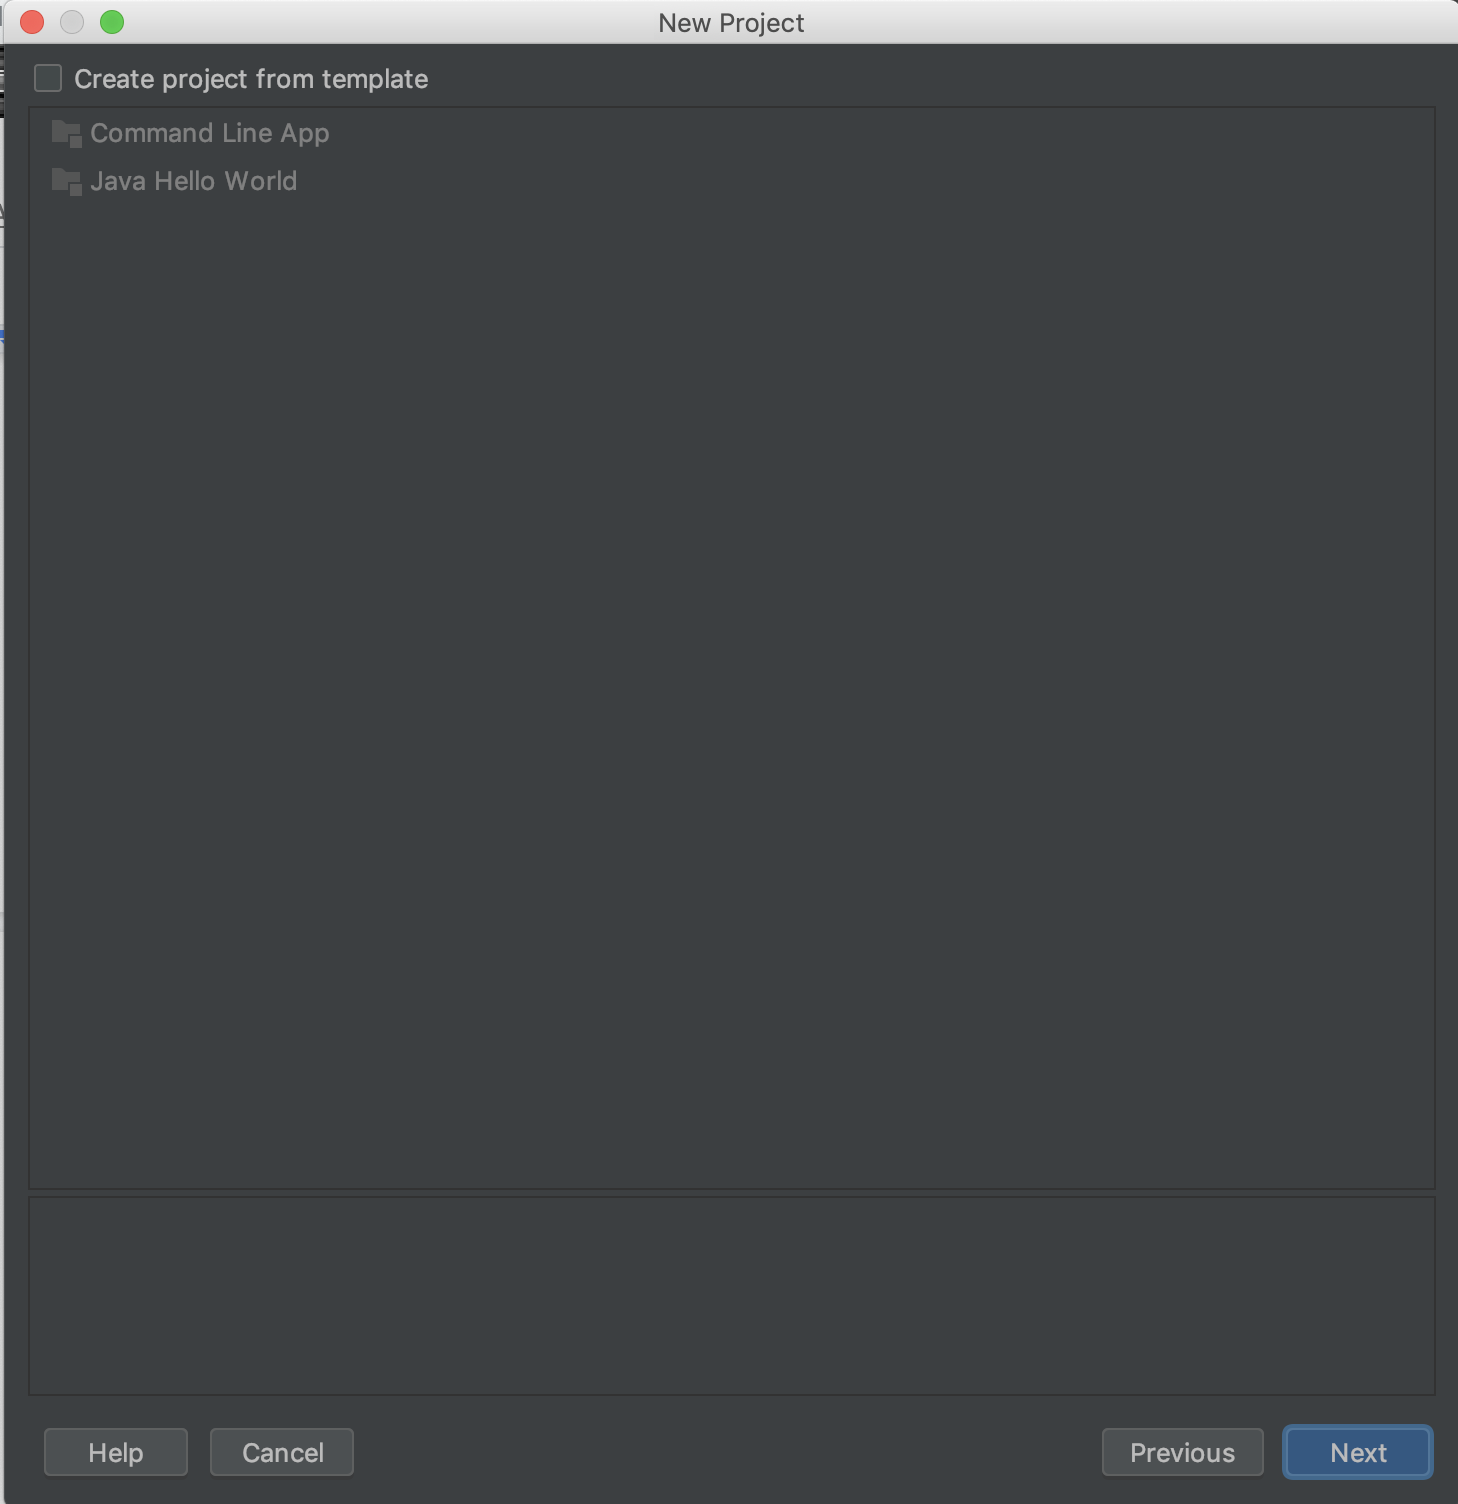 New Project
Create project from template
Command Line App
Java Hello World
Help
Cancel
Previous
Next